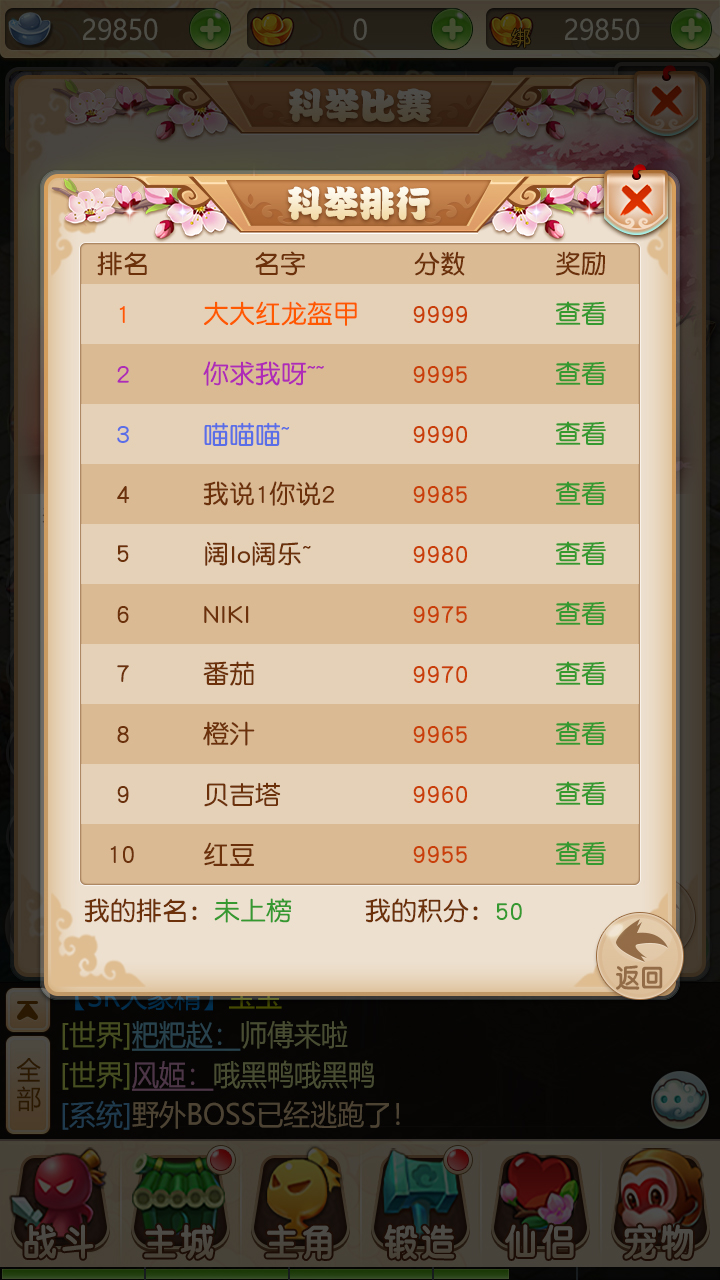 29850 0 绑 29850
科举比赛
科举排行
排名 名字 分数 奖励
1 大大红龙盔甲 9999 查看
2 你求我呀~~ 9995 查看
3 喵喵喵~ 9990 查看
4 我说1你说2 9985 查看
5 阔lo阔乐~ 9980 查看
6 NIKI 9975 查看
7 番茄 9970 查看
8 橙汁 9965 查看
9 贝吉塔 9960 查看
10 红豆 9955 查看
我的排名：未上榜 我的积分：50
返回
【SR大象精】宝宝
[世界]粑粑赵：师傅来啦
全部
[世界]风姬：哦黑鸭哦黑鸭
[系统]野外BOSS已经逃跑了！
战斗 主城 主角 锻造 仙侣 宠物